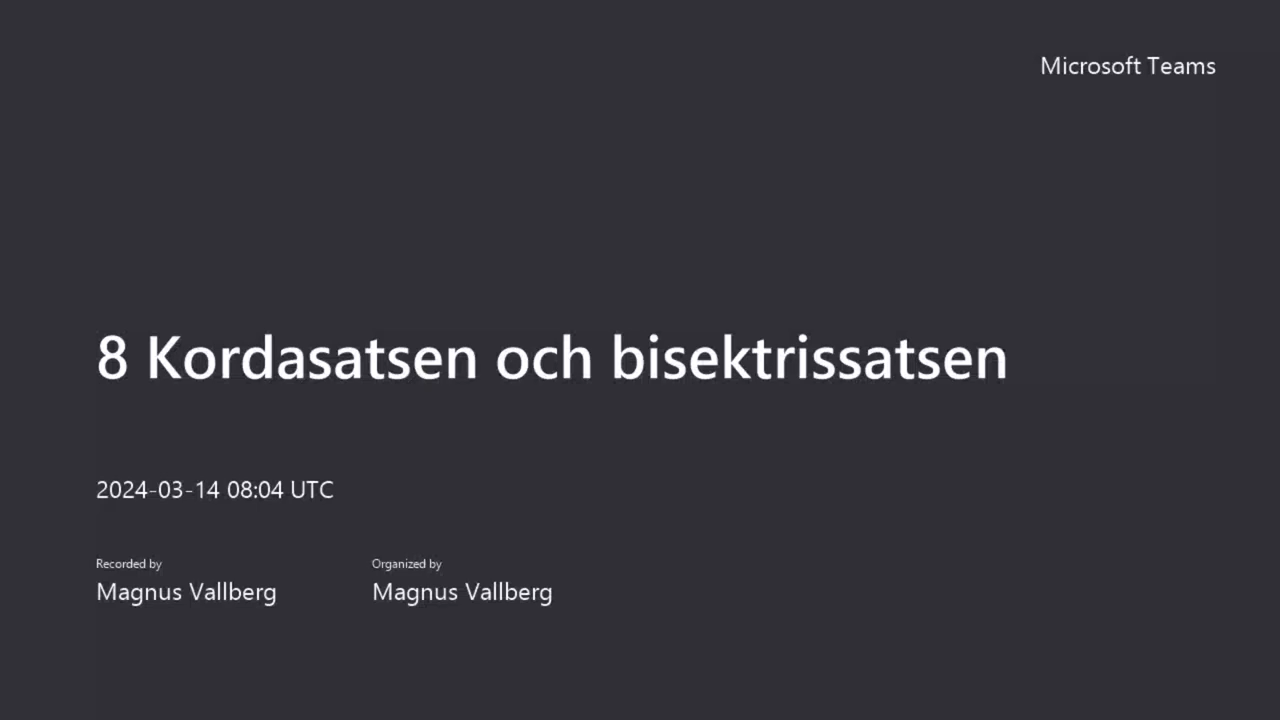 Microsoft Teams
8 Kordasatsen och bisektrissatsen
2024-03-14 08:04 UTC
Recorded by
Magnus Vallberg
Organized by
Magnus Vallberg